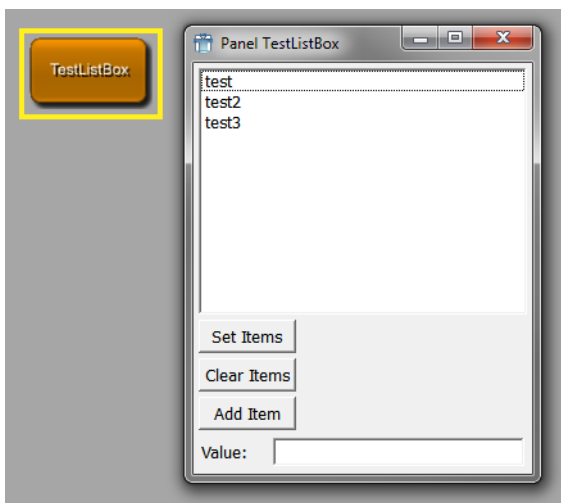 TestListBox
Panel TestListBox
test
test2
test3
Set Items
Clear Items
Add Item
Value: